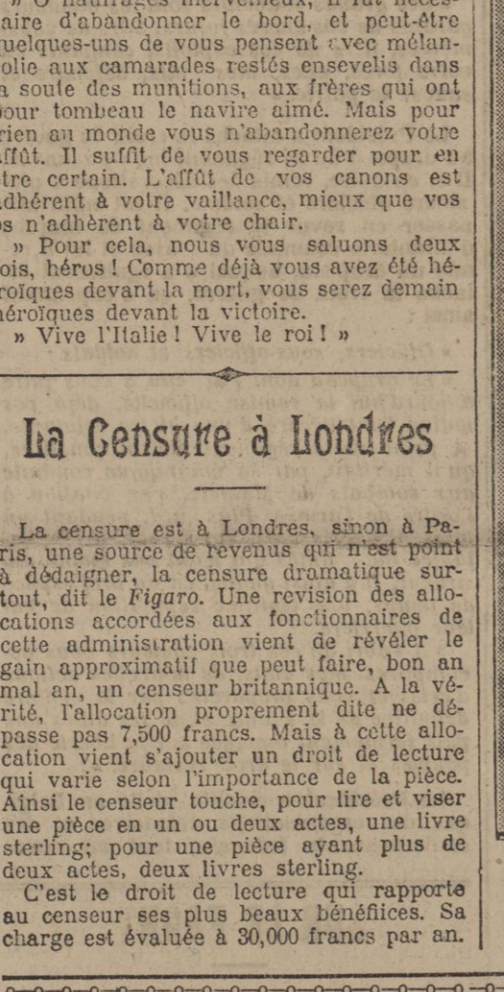 » O naufragés merveilleux, il fut néces-
aire d'abandonner le bord, et peut-être
uelques-uns de vous pensent avec mélan-
olie aux camarades restés ensevelis dans
a soute des munitions, aux frères qui ont
our tombeau le navire aimé. Mais pour
rien au monde vous n'abandonnerez votre
affût. Il suffit de vous regarder pour en
tre certain. L'affût de vos canons est
adhérent à votre vaillance, mieux que vos
os n'adhèrent à votre chair.
» Pour cela, nous vous saluons deux
ois, héros ! Comme déjà vous avez été hé-
roïques devant la mort, vous serez demain
héroïques devant la victoire.
» Vive l'Italie ! Vive le roi ! »
La Censure à Londres
La censure est à Londres, sinon à Pa-
ris, une source de revenus qui n'est point
à dédaigner, la censure dramatique sur-
tout, dit le Figaro. Une revision des allo-
cations accordées aux fonctionnaires de
cette administration vient de révéler le
gain approximatif que peut faire, bon an
mal an, un censeur britannique. A la vé-
rité, l'allocation proprement dite ne dé-
passe pas 7,500 francs. Mais à cette allo-
cation vient s'ajouter un droit de lecture
qui varie selon l'importance de la pièce.
Ainsi le censeur touche, pour lire et viser
une pièce en un ou deux actes, une livre
sterling; pour une pièce ayant plus de
deux actes, deux livres sterling.
C'est le droit de lecture qui rapporte
au censeur ses plus beaux bénéfiices. Sa
charge est évaluée à 30,000 francs par an.